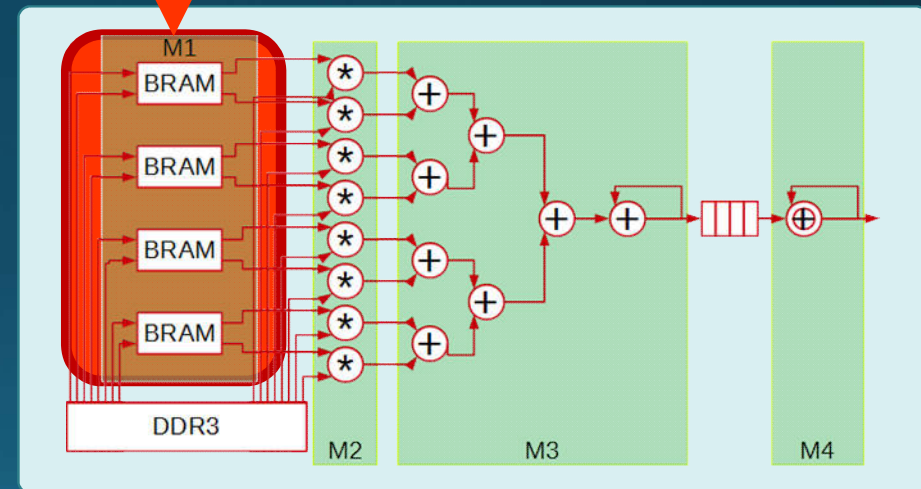 M1
BRAM
BRAM
BRAM
BRAM
DDR3
*
*
*
*
*
*
*
*
+
+
+
+
+
+
+
+
+
M2
M3
M4